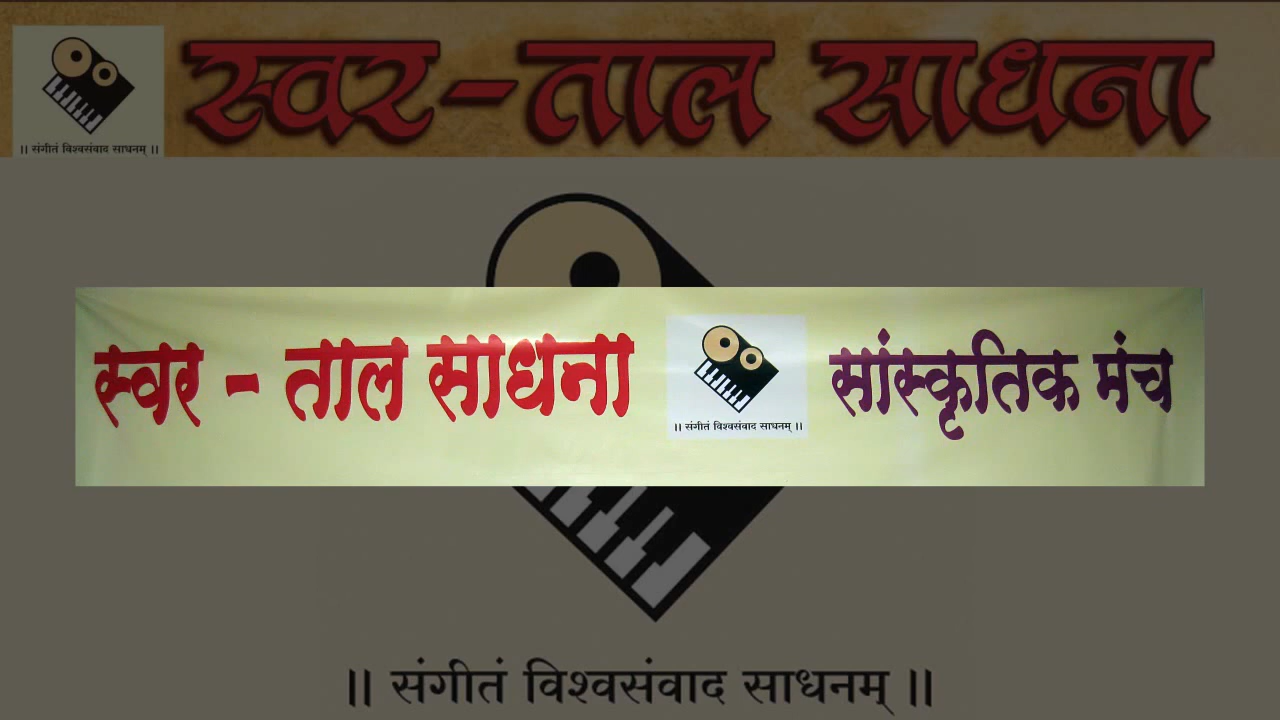 स्वर - ताल साधना
।। संगीतं विश्वसंवाद साधनम् ।।
स्वर - ताल साधना सांस्कृतिक मंच
।। संगीतं विश्वसंवाद साधनम् ।।
।। संगीतं विश्वसंवाद साधनम् ।।